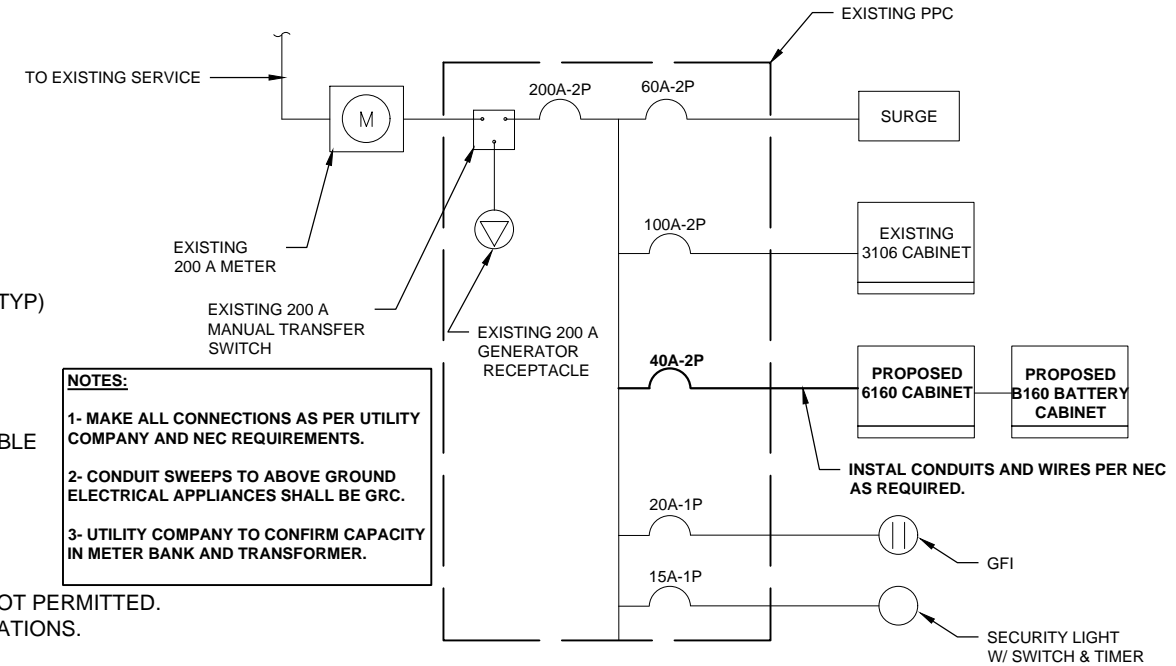 EXISTING PPC
TO EXISTING SERVICE
200A-2P
60A-2P
M
SURGE
EXISTING
200 A METER
100A-2P
EXISTING
3106 CABINET
TYP)
EXISTING 200 A
MANUAL TRANSFER
SWITCH
EXISTING 200 A
GENERATOR
RECEPTACLE
40A-2P
PROPOSED
6160 CABINET
PROPOSED
B160 BATTERY
CABINET
NOTES:
1- MAKE ALL CONNECTIONS AS PER UTILITY
COMPANY AND NEC REQUIREMENTS.
2- CONDUIT SWEEPS TO ABOVE GROUND
ELECTRICAL APPLIANCES SHALL BE GRC.
3- UTILITY COMPANY TO CONFIRM CAPACITY
IN METER BANK AND TRANSFORMER.
BLE
INSTAL CONDUITS AND WIRES PER NEC
AS REQUIRED.
20A-1P
GFI
15A-1P
OT PERMITTED.
ATIONS.
SECURITY LIGHT
W/ SWITCH & TIMER